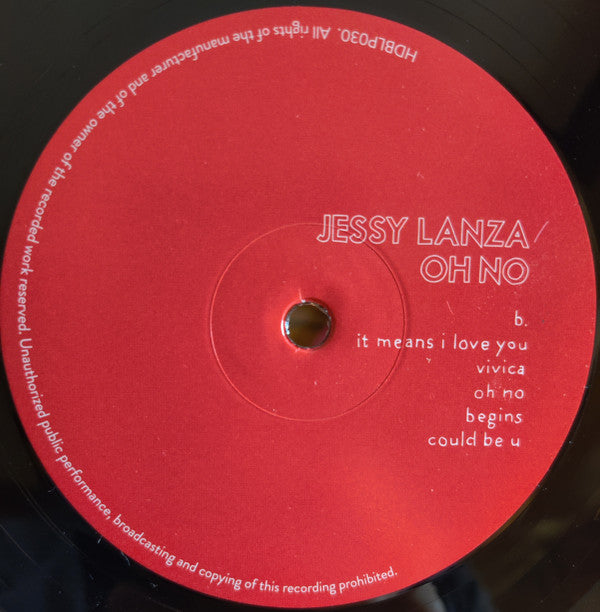 JESSY LANZA
OH NO
b.
it means i love you
vivica
oh no
begins
could be u
HDBLP030. All rights of the manufacturer and of the owner of the recorded work reserved. Unauthorized public performance, broadcasting and copying of this recording prohibited.